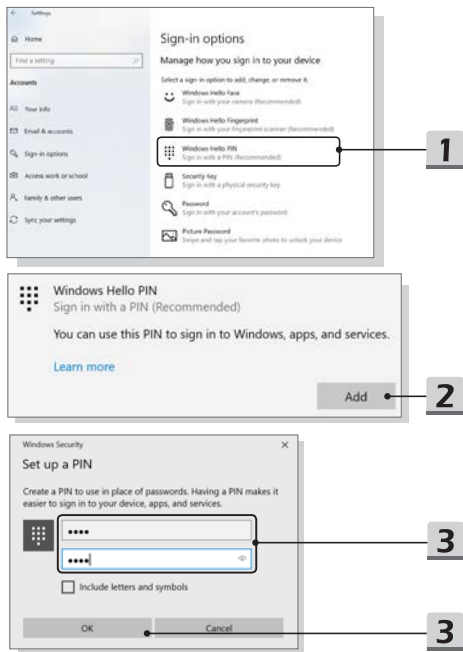 Settings
Home
Find a setting
Accounts
Your info
Email & accounts
Sign-in options
Access work or school
Family & other users
Sync your settings
Sign-in options
Manage how you sign in to your device
Select a sign-in option to add, change, or remove it.
Windows Hello Face
Sign in with your camera (Recommended)
Windows Hello Fingerprint
Sign in with your fingerprint scanner (Recommended)
Windows Hello PIN
Sign in with a PIN (Recommended)
Security Key
Sign in with a physical security key
Password
Sign in with your account's password
Picture Password
Swipe and tap your favorite photo to unlock your device
1
Windows Hello PIN
Sign in with a PIN (Recommended)
You can use this PIN to sign in to Windows, apps, and services.
Learn more
Add
2
Windows Security
Set up a PIN
Create a PIN to use in place of passwords. Having a PIN makes it
easier to sign in to your device, apps, and services.
••••
••••
3
Include letters and symbols
OK Cancel
3